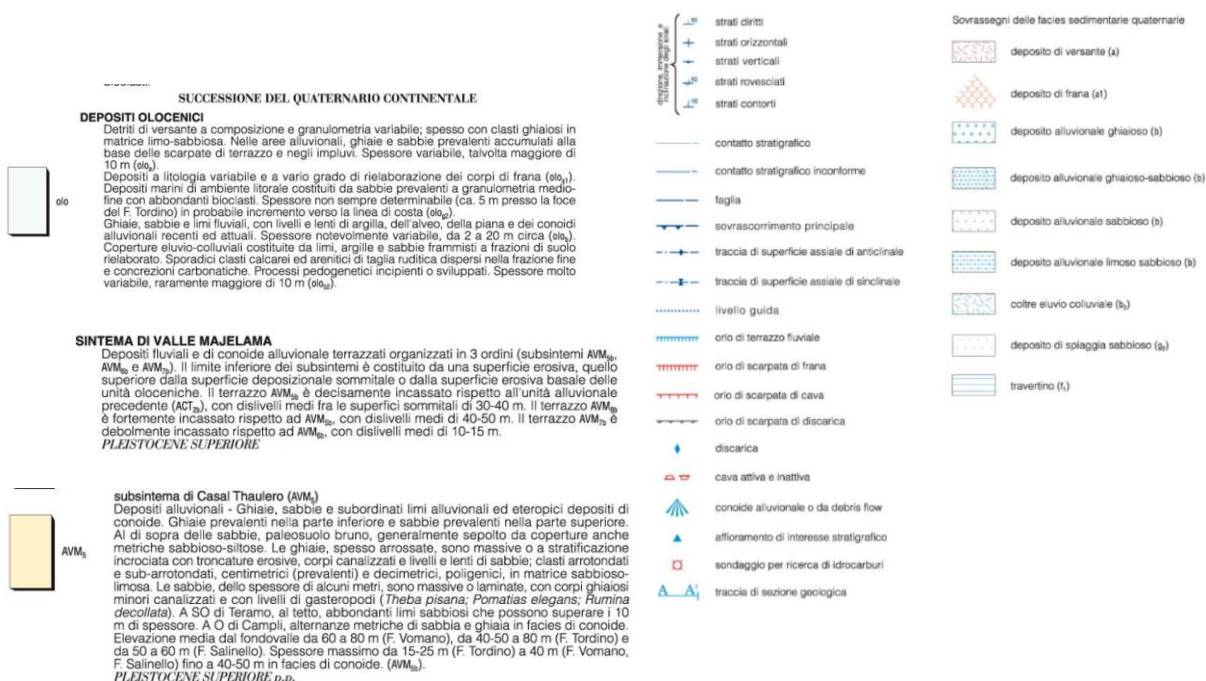 SUCCESSIONE DEL QUATERNARIO CONTINENTALE
DEPOSITI OLOCENICI
Detriti di versante a composizione e granulometria variabile; spesso con clasti ghiaiosi in
matrice limo-sabbiosa. Nelle aree alluvionali, ghiaie e sabbie prevalenti accumulati alla
base delle scarpate di terrazzo e negli impluvi. Spessore variabile, talvolta maggiore di
10 m (olo a).
Depositi a litologia variabile e a vario grado di rielaborazione dei corpi di frana (olo a1).
Depositi marini di ambiente litorale costituiti da sabbie prevalenti a granulometria medio-
fine con abbondanti bioclasti. Spessore non sempre determinabile (ca. 5 m presso la foce
del F. Tordino) in probabile incremento verso la linea di costa (olo g2).
Ghiaie, sabbie e limi fluviali, con livelli e lenti di argilla, dell'alveo, della piana e dei conoidi
alluvionali recenti ed attuali. Spessore notevolmente variabile, da 2 a 20 m circa (olo b).
Coperture eluvio-colluviali costituite da limi, argille e sabbie frammisti a frazioni di suolo
rielaborato. Sporadici clasti calcarei ed arenitici di taglia ruditica dispersi nella frazione fine
e concrezioni carbonatiche. Processi pedogenetici incipienti o sviluppati. Spessore molto
variabile, raramente maggiore di 10 m (olo b2).
olo
SINTEMA DI VALLE MAJELAMA
Depositi fluviali e di conoide alluvionale terrazzati organizzati in 3 ordini (subsintemi AVM5b,
AVM6b e AVM7b). Il limite inferiore dei subsintemi è costituito da una superficie erosiva, quello
superiore dalla superficie deposizionale sommitale o dalla superficie erosiva basale delle
unità oloceniche. Il terrazzo AVM5b è decisamente incassato rispetto all'unità alluvionale
precedente (ACT2b), con dislivelli medi fra le superfici sommitali di 30-40 m. Il terrazzo AVM6b
è fortemente incassato rispetto ad AVM5b, con dislivelli medi di 40-50 m. Il terrazzo AVM7b è
debolmente incassato rispetto ad AVM6b, con dislivelli medi di 10-15 m.
PLEISTOCENE SUPERIORE
subsintema di Casal Thaulero (AVM5)
Depositi alluvionali - Ghiaie, sabbie e subordinati limi alluvionali ed eteropici depositi di
conoide. Ghiaie prevalenti nella parte inferiore e sabbie prevalenti nella parte superiore.
Al di sopra delle sabbie, paleosuolo bruno, generalmente sepolto da coperture anche
metriche sabbioso-siltose. Le ghiaie, spesso arrossate, sono massive o a stratificazione
incrociata con troncature erosive, corpi canalizzati e livelli e lenti di sabbie; clasti arrotondati
e sub-arrotondati, centimetrici (prevalenti) e decimetrici, poligenici, in matrice sabbioso-
limosa. Le sabbie, dello spessore di alcuni metri, sono massive o laminate, con corpi ghiaiosi
minori canalizzati e con livelli di gasteropodi (Theba pisana; Pomatias elegans; Rumina
decollata). A SO di Teramo, al tetto, abbondanti limi sabbiosi che possono superare i 10
m di spessore. A O di Campli, alternanze metriche di sabbia e ghiaia in facies di conoide.
Elevazione media dal fondovalle da 60 a 80 m (F. Vomano), da 40-50 a 80 m (F. Tordino) e
da 50 a 60 m (F. Salinello). Spessore massimo da 15-25 m (F. Tordino) a 40 m (F. Vomano,
F. Salinello) fino a 40-50 m in facies di conoide. (AVM5b).
PLEISTOCENE SUPERIORE p.p.
AVM5
direzione, immersione e
inclinazione degli strati
10 strati diritti
strati orizzontali
strati verticali
10 strati rovesciati
10 strati contorti
contatto stratigrafico
contatto stratigrafico inconforme
faglia
sovrascorrimento principale
traccia di superficie assiale di anticlinale
traccia di superficie assiale di sinclinale
livello guida
orlo di terrazzo fluviale
orlo di scarpata di frana
orlo di scarpata di cava
orlo di scarpata di discarica
discarica
cava attiva e inattiva
conoide alluvionale o da debris flow
affioramento di interesse stratigrafico
sondaggio per ricerca di idrocarburi
A A' traccia di sezione geologica
Sovrassegni delle facies sedimentarie quaternarie
deposito di versante (a)
deposito di frana (a1)
deposito alluvionale ghiaioso (b)
deposito alluvionale ghiaioso-sabbioso (b)
deposito alluvionale sabbioso (b)
deposito alluvionale limoso sabbioso (b)
coltre eluvio colluviale (b2)
deposito di spiaggia sabbioso (g2)
travertino (f1)